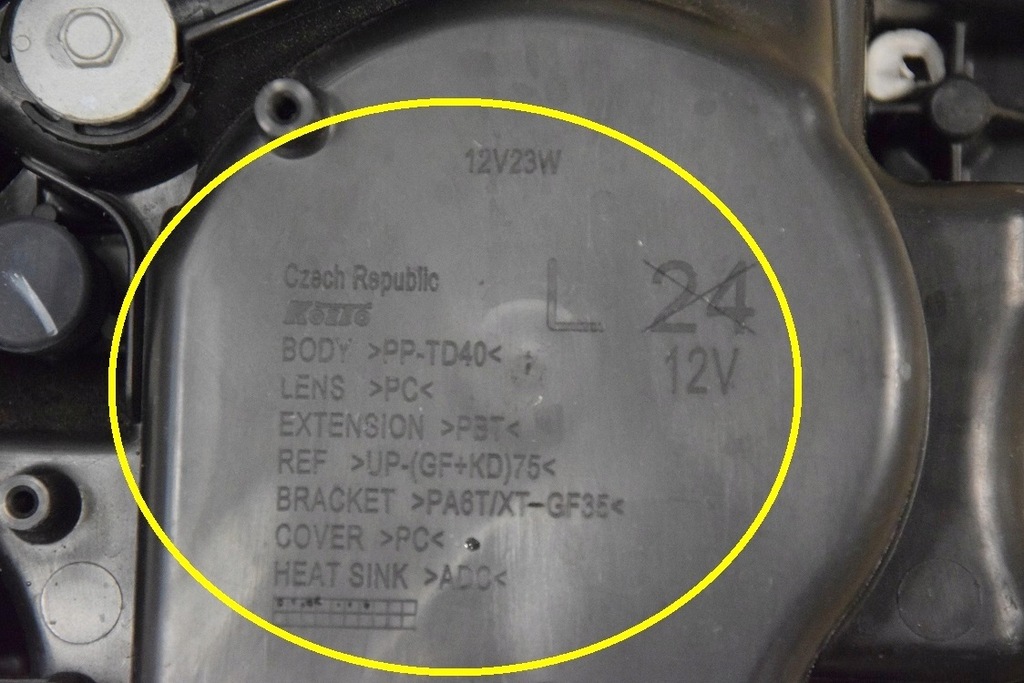 12V23W
L 24
12V
Czech Republic
Koito
BODY >PP-TD40<
LENS >PC<
EXTENSION >PBT<
REF >UP-(GF+KD)75<
BRACKET >PA6T/XT-GF35<
COVER >PC<
HEAT SINK >ADC<